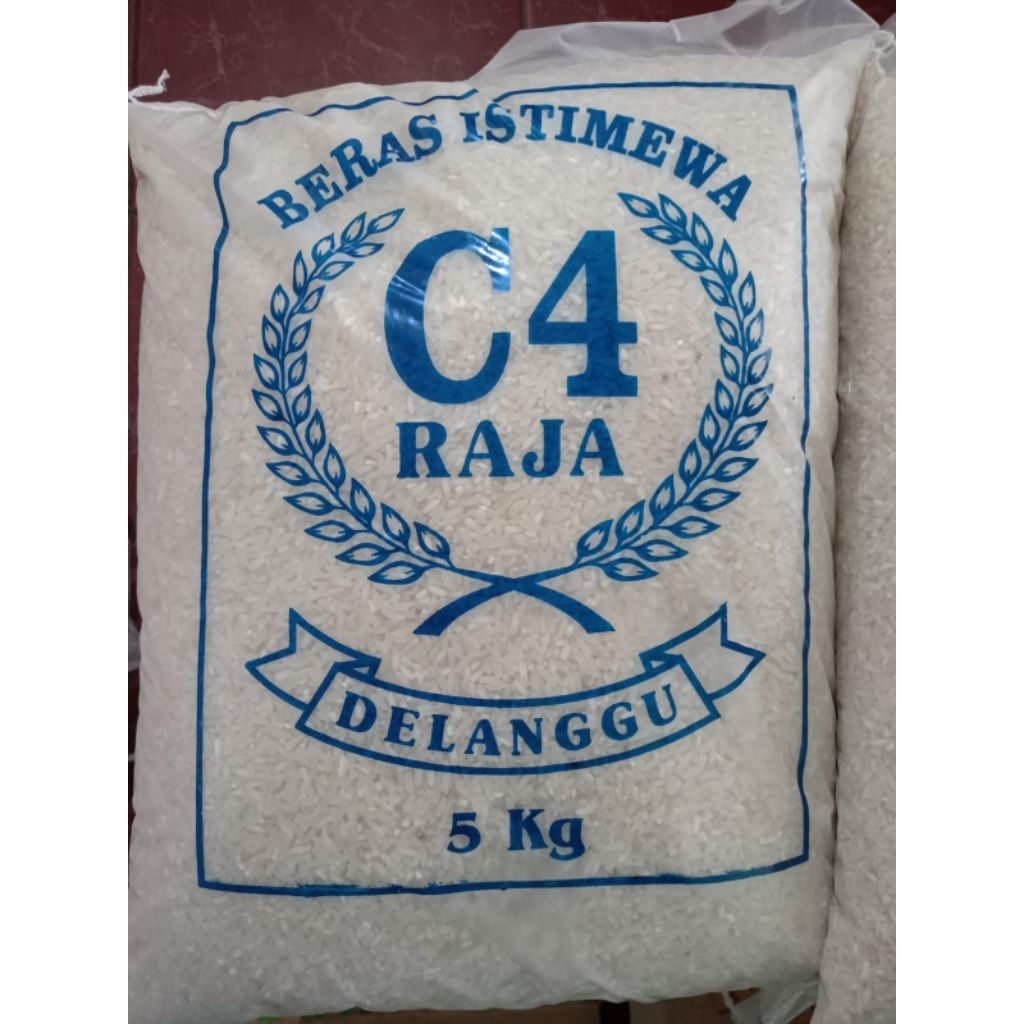 BERAS ISTIMEWA
C4
RAJA
DELANGGU
5 Kg